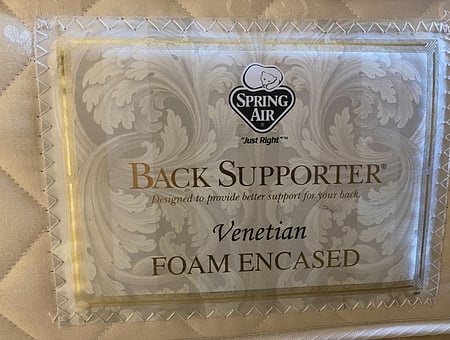 SPRING
AIR®
"Just Right"™
BACK SUPPORTER®
Designed to provide better support for your back.
Venetian
FOAM ENCASED